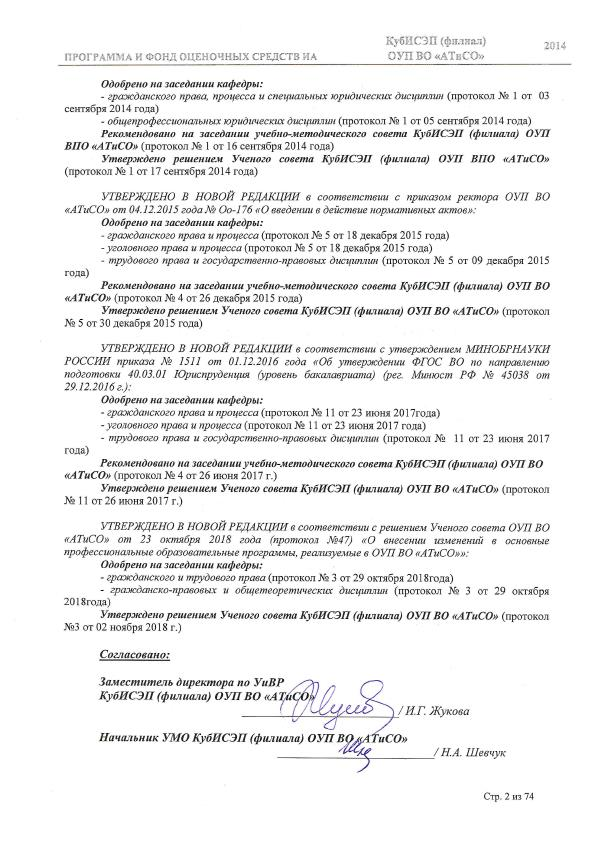 КубИСЭП (филиал) 2014
ПРОГРАММА И ФОНД ОЦЕНОЧНЫХ СРЕДСТВ ИА ОУП ВО «АТиСО»
Одобрено на заседании кафедры:
- гражданского права, процесса и специальных юридических дисциплин (протокол № 1 от 03
сентября 2014 года)
- общепрофессиональных юридических дисциплин (протокол № 1 от 05 сентября 2014 года)
Рекомендовано на заседании учебно-методического совета КубИСЭП (филиала) ОУП
ВПО «АТиСО» (протокол № 1 от 16 сентября 2014 года)
Утверждено решением Ученого совета КубИСЭП (филиала) ОУП ВПО «АТиСО»
(протокол № 1 от 17 сентября 2014 года)
УТВЕРЖДЕНО В НОВОЙ РЕДАКЦИИ в соответствии с приказом ректора ОУП ВО
«АТиСО» от 04.12.2015 года № Оо-176 «О введении в действие нормативных актов»:
Одобрено на заседании кафедры:
- гражданского права и процесса (протокол № 5 от 18 декабря 2015 года)
- уголовного права и процесса (протокол № 5 от 18 декабря 2015 года)
- трудового права и государственно-правовых дисциплин (протокол № 5 от 09 декабря 2015
года)
Рекомендовано на заседании учебно-методического совета КубИСЭП (филиала) ОУП ВО
«АТиСО» (протокол № 4 от 26 декабря 2015 года)
Утверждено решением Ученого совета КубИСЭП (филиала) ОУП ВО «АТиСО» (протокол
№ 5 от 30 декабря 2015 года)
УТВЕРЖДЕНО В НОВОЙ РЕДАКЦИИ в соответствии с утверждением МИНОБРНАУКИ
РОССИИ приказа № 1511 от 01.12.2016 года «Об утверждении ФГОС ВО по направлению
подготовки 40.03.01 Юриспруденция (уровень бакалавриата) (рег. Минюст РФ № 45038 от
29.12.2016 г.):
Одобрено на заседании кафедры:
- гражданского права и процесса (протокол № 11 от 23 июня 2017года)
- уголовного права и процесса (протокол № 11 от 23 июня 2017 года)
- трудового права и государственно-правовых дисциплин (протокол № 11 от 23 июня 2017
года)
Рекомендовано на заседании учебно-методического совета КубИСЭП (филиала) ОУП ВО
«АТиСО» (протокол № 4 от 26 июня 2017 г.)
Утверждено решением Ученого совета КубИСЭП (филиала) ОУП ВО «АТиСО» (протокол
№ 11 от 26 июня 2017 г.)
УТВЕРЖДЕНО В НОВОЙ РЕДАКЦИИ в соответствии с решением Ученого совета ОУП ВО
«АТиСО» от 23 октября 2018 года (протокол №47) «О внесении изменений в основные
профессиональные образовательные программы, реализуемые в ОУП ВО «АТиСО»»:
Одобрено на заседании кафедры:
- гражданского и трудового права (протокол № 3 от 29 октября 2018года)
- гражданско-правовых и общетеоретических дисциплин (протокол № 3 от 29 октября
2018года)
Утверждено решением Ученого совета КубИСЭП (филиала) ОУП ВО «АТиСО» (протокол
№3 от 02 ноября 2018 г.)
Согласовано:
Заместитель директора по УиВР
КубИСЭП (филиала) ОУП ВО «АТиСО»
/ И.Г. Жукова
Начальник УМО КубИСЭП (филиала) ОУП ВО «АТиСО»
/ Н.А. Шевчук
Стр. 2 из 74